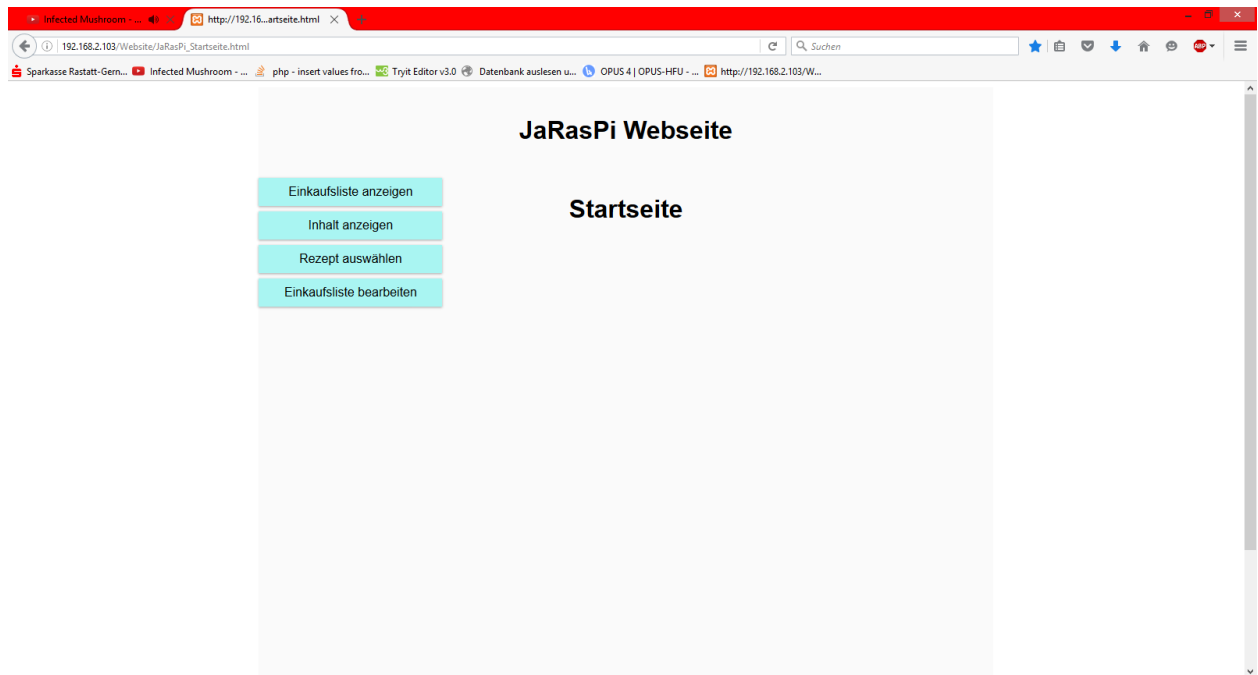 Infected Mushroom - ...
http://192.16...artseite.html
192.168.2.103/Website/JaRasPi_Startseite.html
Suchen
ABP
Sparkasse Rastatt-Gern... Infected Mushroom - ... php - insert values fro... Tryit Editor v3.0 Datenbank auslesen u... OPUS 4 | OPUS-HFU - ... http://192.168.2.103/W...
JaRasPi Webseite
Einkaufsliste anzeigen
Startseite
Inhalt anzeigen
Rezept auswählen
Einkaufsliste bearbeiten